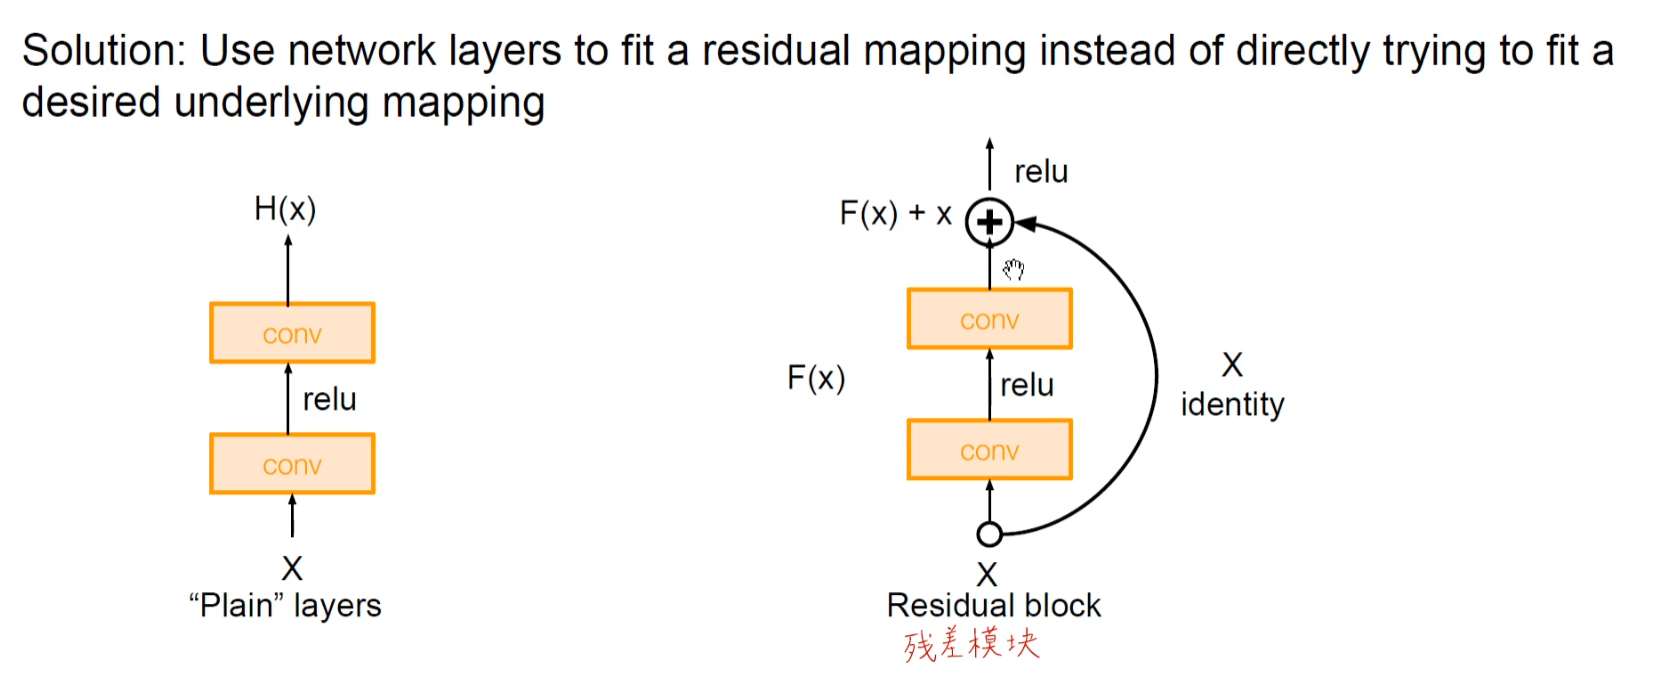 Solution: Use network layers to fit a residual mapping instead of directly trying to fit a
desired underlying mapping
H(x)
conv
relu
conv
X
“Plain” layers
relu
F(x) + x
conv
F(x)
relu
conv
X
identity
X
Residual block
残差模块